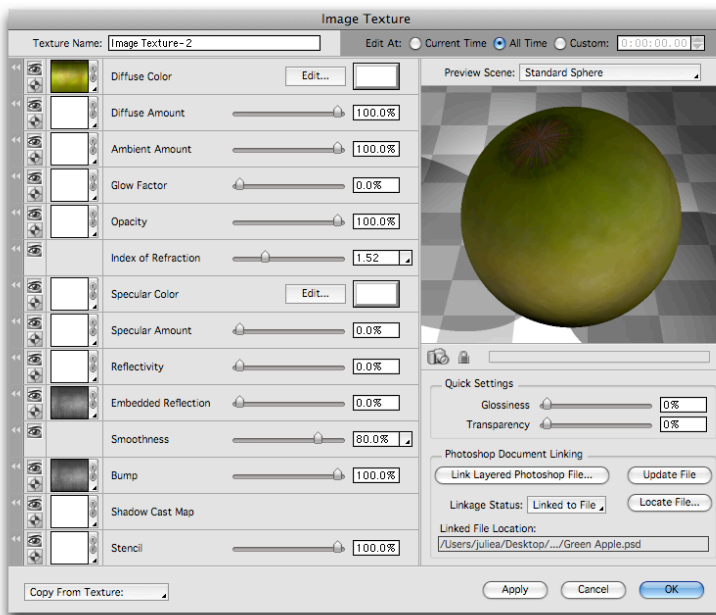 Image Texture
Texture Name: Image Texture-2
Edit At: Current Time All Time Custom: 0:00:00.00
Diffuse Color Edit...
Diffuse Amount 100.0%
Ambient Amount 100.0%
Glow Factor 0.0%
Opacity 100.0%
Index of Refraction 1.52
Specular Color Edit...
Specular Amount 0.0%
Reflectivity 0.0%
Embedded Reflection 0.0%
Smoothness 80.0%
Bump 100.0%
Shadow Cast Map
Stencil 100.0%
Preview Scene: Standard Sphere
Quick Settings
Glossiness 0%
Transparency 0%
Photoshop Document Linking
Link Layered Photoshop File... Update File
Linkage Status: Linked to File Locate File...
Linked File Location:
/Users/juliea/Desktop/.../Green Apple.psd
Copy From Texture:
Apply Cancel OK